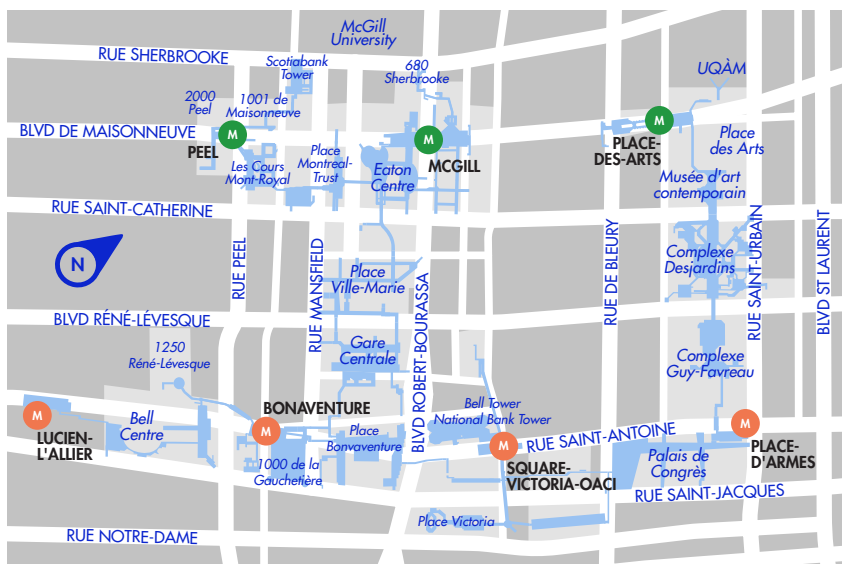 McGill
University
RUE SHERBROOKE
Scotiabank
Tower
680
Sherbrooke
UQÀM
2000
Peel
1001 de
Maisonneuve
BLVD DE MAISONNEUVE
M
PEEL
M
MCGILL
M
PLACE-
DES-ARTS
Place
des Arts
Les Cours
Mont-Royal
Place
Montreal-
Trust
Eaton
Centre
Musée d'art
contemporain
RUE SAINT-CATHERINE
N
RUE PEEL
RUE MANSFIELD
Place
Ville-Marie
BLVD ROBERT-BOURASSA
RUE DE BLEURY
Complexe
Desjardins
RUE SAINT-URBAIN
BLVD ST LAURENT
BLVD RÉNÉ-LÉVESQUE
1250
Réné-Lévesque
Gare
Centrale
Complexe
Guy-Favreau
M
LUCIEN-
L'ALLIER
Bell
Centre
BONAVENTURE
M
1000 de la
Gauchetière
Place
Bonaventure
Bell Tower
National Bank Tower
M
SQUARE-
VICTORIA-OACI
RUE SAINT-ANTOINE
Palais de
Congrès
M
PLACE-
D'ARMES
RUE SAINT-JACQUES
Place Victoria
RUE NOTRE-DAME